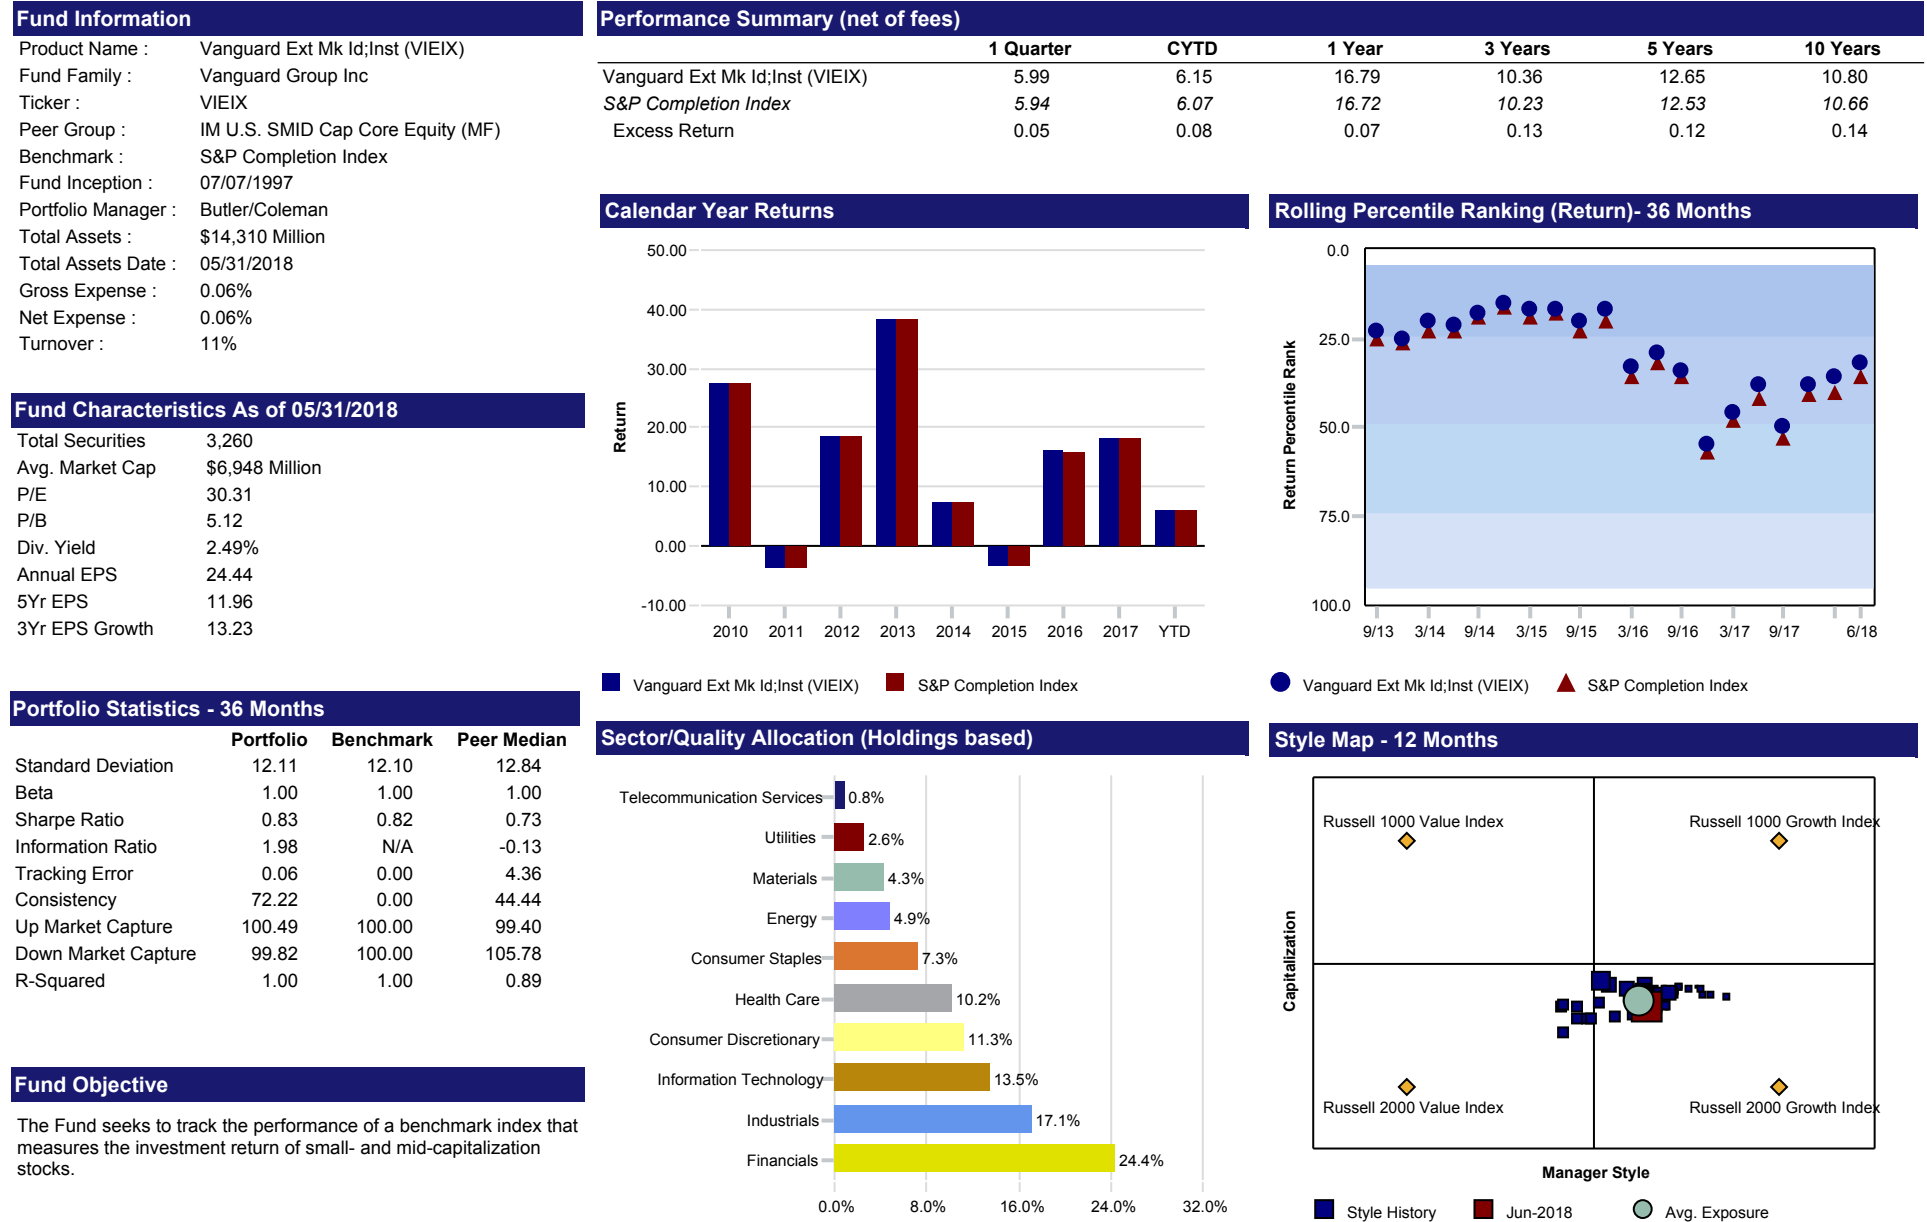 Fund Information
Product Name : Vanguard Ext Mk Id;Inst (VIEIX)
Fund Family : Vanguard Group Inc
Ticker : VIEIX
Peer Group : IM U.S. SMID Cap Core Equity (MF)
Benchmark : S&P Completion Index
Fund Inception : 07/07/1997
Portfolio Manager : Butler/Coleman
Total Assets : $14,310 Million
Total Assets Date : 05/31/2018
Gross Expense : 0.06%
Net Expense : 0.06%
Turnover : 11%
Fund Characteristics As of 05/31/2018
Total Securities 3,260
Avg. Market Cap $6,948 Million
P/E 30.31
P/B 5.12
Div. Yield 2.49%
Annual EPS 24.44
5Yr EPS 11.96
3Yr EPS Growth 13.23
Portfolio Statistics - 36 Months
Portfolio Benchmark Peer Median
Standard Deviation 12.11 12.10 12.84
Beta 1.00 1.00 1.00
Sharpe Ratio 0.83 0.82 0.73
Information Ratio 1.98 N/A -0.13
Tracking Error 0.06 0.00 4.36
Consistency 72.22 0.00 44.44
Up Market Capture 100.49 100.00 99.40
Down Market Capture 99.82 100.00 105.78
R-Squared 1.00 1.00 0.89
Fund Objective
The Fund seeks to track the performance of a benchmark index that
measures the investment return of small- and mid-capitalization
stocks.
Performance Summary (net of fees)
1 Quarter CYTD 1 Year 3 Years 5 Years 10 Years
Vanguard Ext Mk Id;Inst (VIEIX) 5.99 6.15 16.79 10.36 12.65 10.80
S&P Completion Index 5.94 6.07 16.72 10.23 12.53 10.66
Excess Return 0.05 0.08 0.07 0.13 0.12 0.14
Calendar Year Returns
50.00
40.00
30.00
20.00
10.00
0.00
-10.00
Return
2010 2011 2012 2013 2014 2015 2016 2017 YTD
Vanguard Ext Mk Id;Inst (VIEIX) S&P Completion Index
Rolling Percentile Ranking (Return)- 36 Months
0.0
25.0
50.0
75.0
100.0
Return Percentile Rank
9/13 3/14 9/14 3/15 9/15 3/16 9/16 3/17 9/17 6/18
Vanguard Ext Mk Id;Inst (VIEIX) S&P Completion Index
Sector/Quality Allocation (Holdings based)
Telecommunication Services 0.8%
Utilities 2.6%
Materials 4.3%
Energy 4.9%
Consumer Staples 7.3%
Health Care 10.2%
Consumer Discretionary 11.3%
Information Technology 13.5%
Industrials 17.1%
Financials 24.4%
0.0% 8.0% 16.0% 24.0% 32.0%
Style Map - 12 Months
Russell 1000 Value Index Russell 1000 Growth Index
Capitalization
Russell 2000 Value Index Russell 2000 Growth Index
Manager Style
Style History Jun-2018 Avg. Exposure